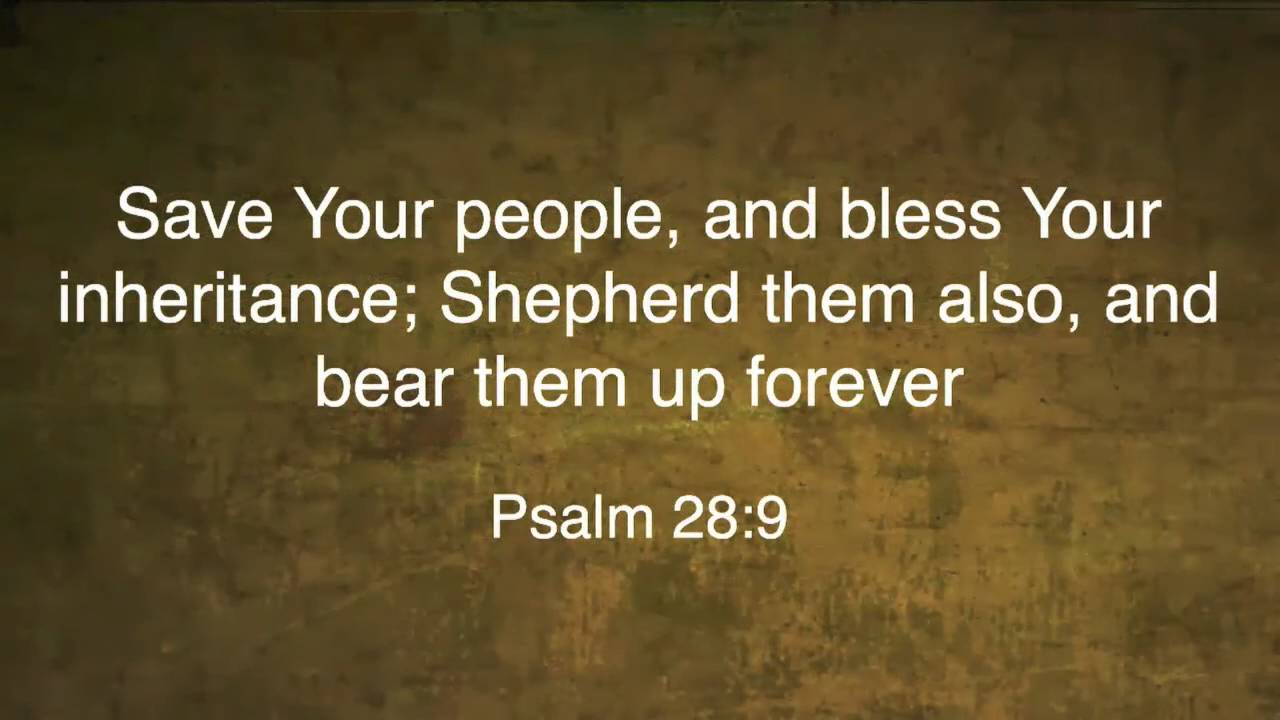 Save Your people, and bless Your
inheritance; Shepherd them also, and
bear them up forever
Psalm 28:9